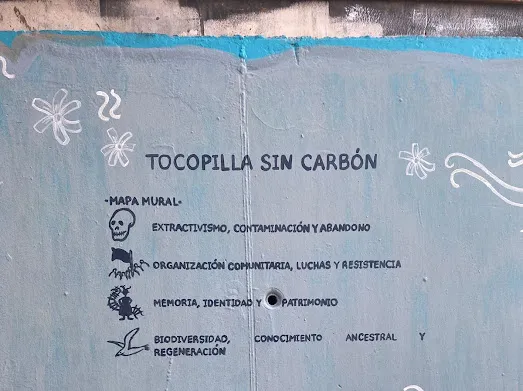 TOCOPILLA SIN CARBÓN
•MAPA MURAL•
EXTRACTIVISMO, CONTAMINACIÓN Y ABANDONO
ORGANIZACIÓN COMUNITARIA, LUCHAS Y RESISTENCIA
MEMORIA, IDENTIDAD Y PATRIMONIO
BIODIVERSIDAD, CONOCIMIENTO ANCESTRAL Y
REGENERACIÓN